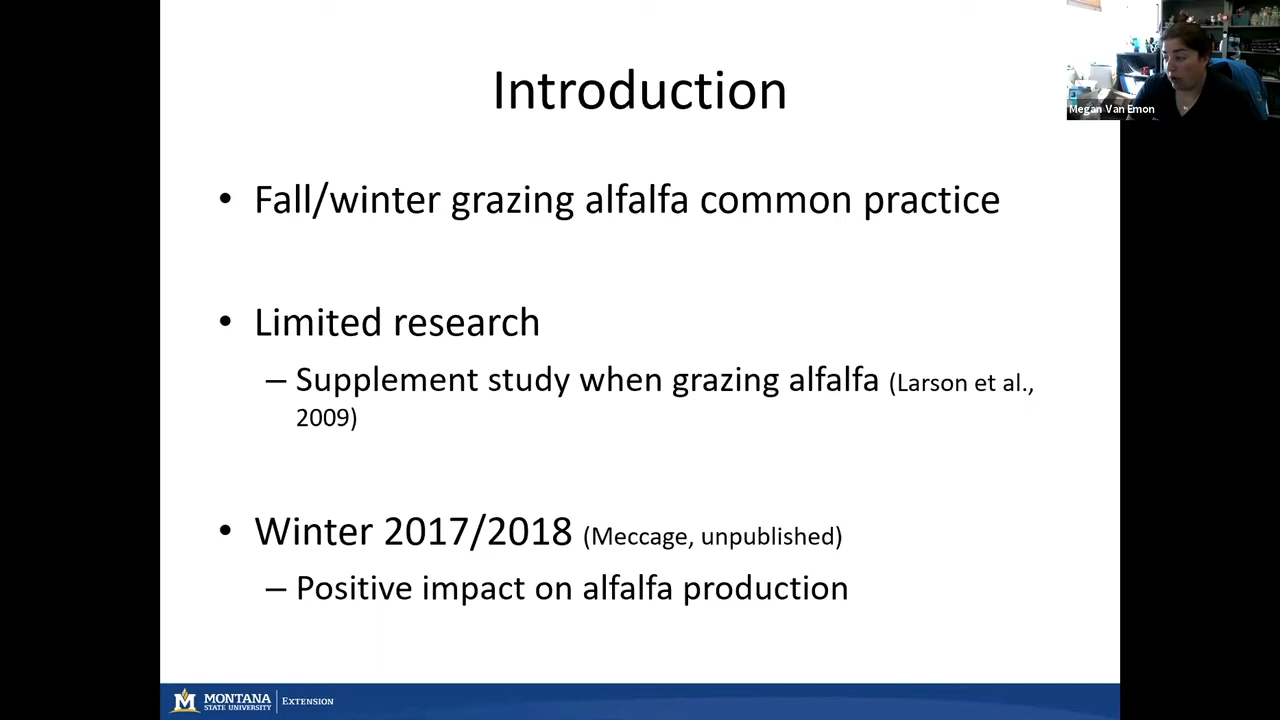 Introduction
Megan Van Emon
• Fall/winter grazing alfalfa common practice
• Limited research
– Supplement study when grazing alfalfa (Larson et al.,
2009)
• Winter 2017/2018 (Meccage, unpublished)
– Positive impact on alfalfa production
M MONTANA
STATE UNIVERSITY
EXTENSION